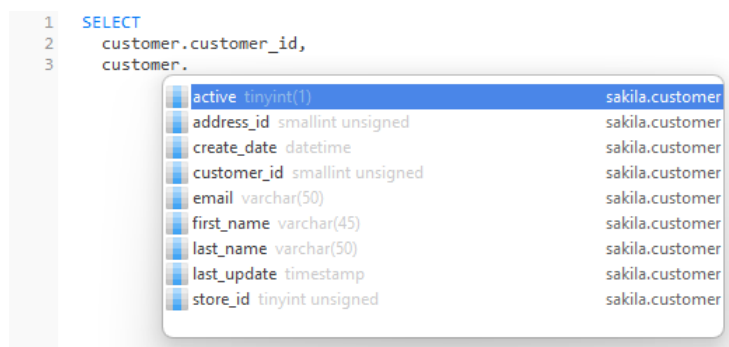 1 SELECT
2 customer.customer_id,
3 customer.
active tinyint(1) sakila.customer
address_id smallint unsigned sakila.customer
create_date datetime sakila.customer
customer_id smallint unsigned sakila.customer
email varchar(50) sakila.customer
first_name varchar(45) sakila.customer
last_name varchar(50) sakila.customer
last_update timestamp sakila.customer
store_id tinyint unsigned sakila.customer